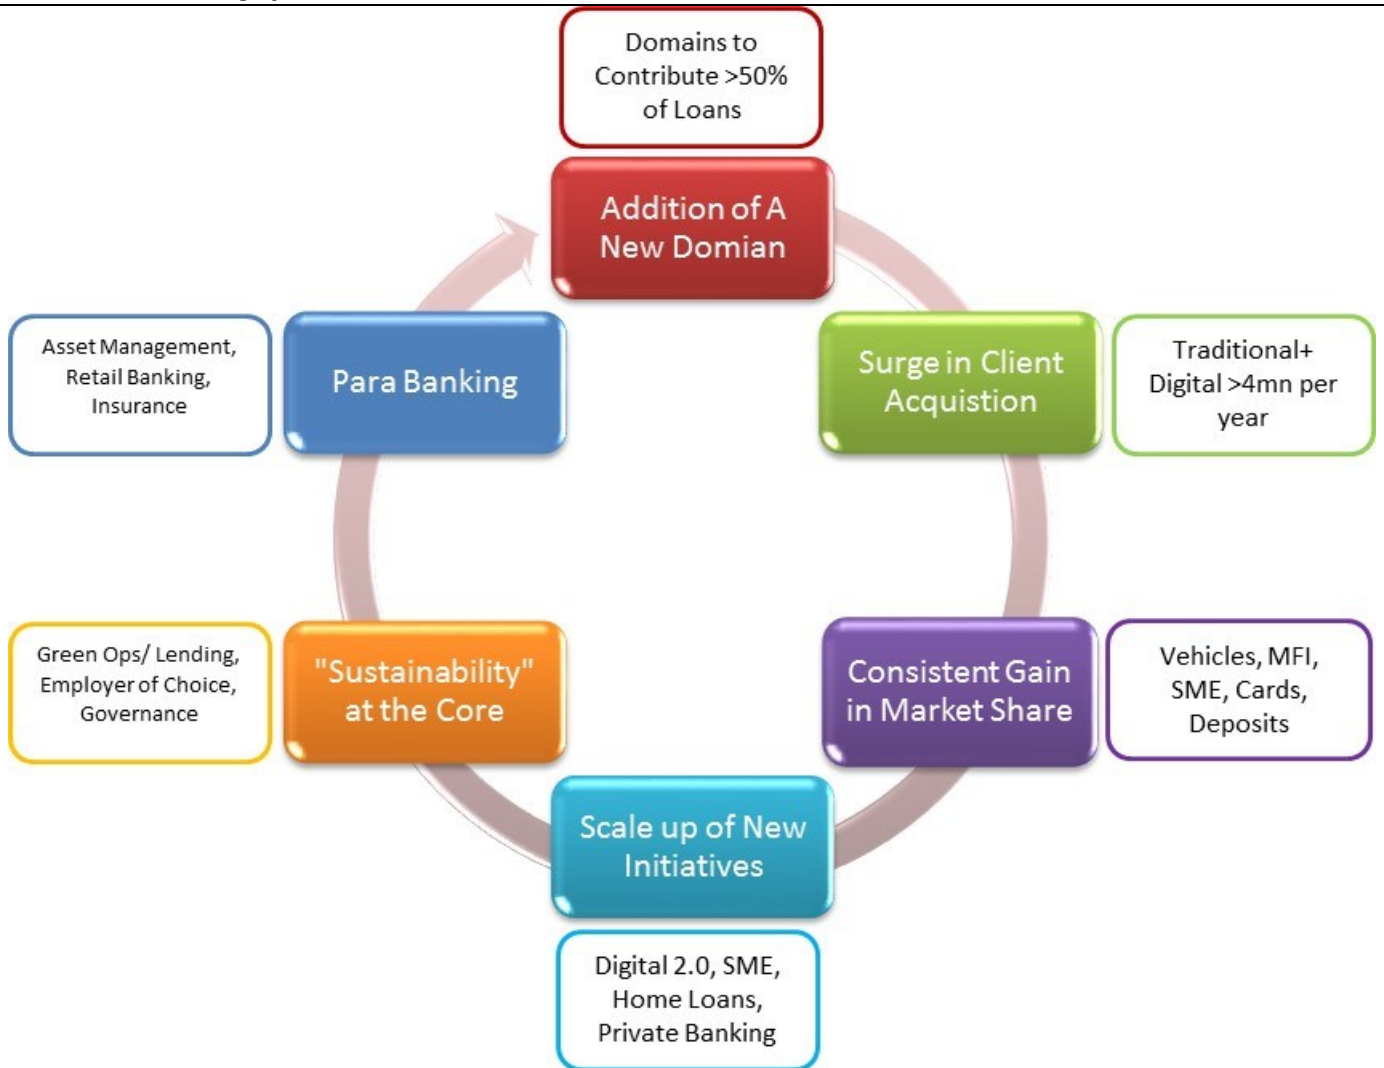 Domains to
Contribute >50%
of Loans
Addition of A
New Domian
Surge in Client
Acquistion
Traditional+
Digital >4mn per
year
Consistent Gain
in Market Share
Vehicles, MFI,
SME, Cards,
Deposits
Scale up of New
Initiatives
Digital 2.0, SME,
Home Loans,
Private Banking
"Sustainability"
at the Core
Green Ops/ Lending,
Employer of Choice,
Governance
Para Banking
Asset Management,
Retail Banking,
Insurance